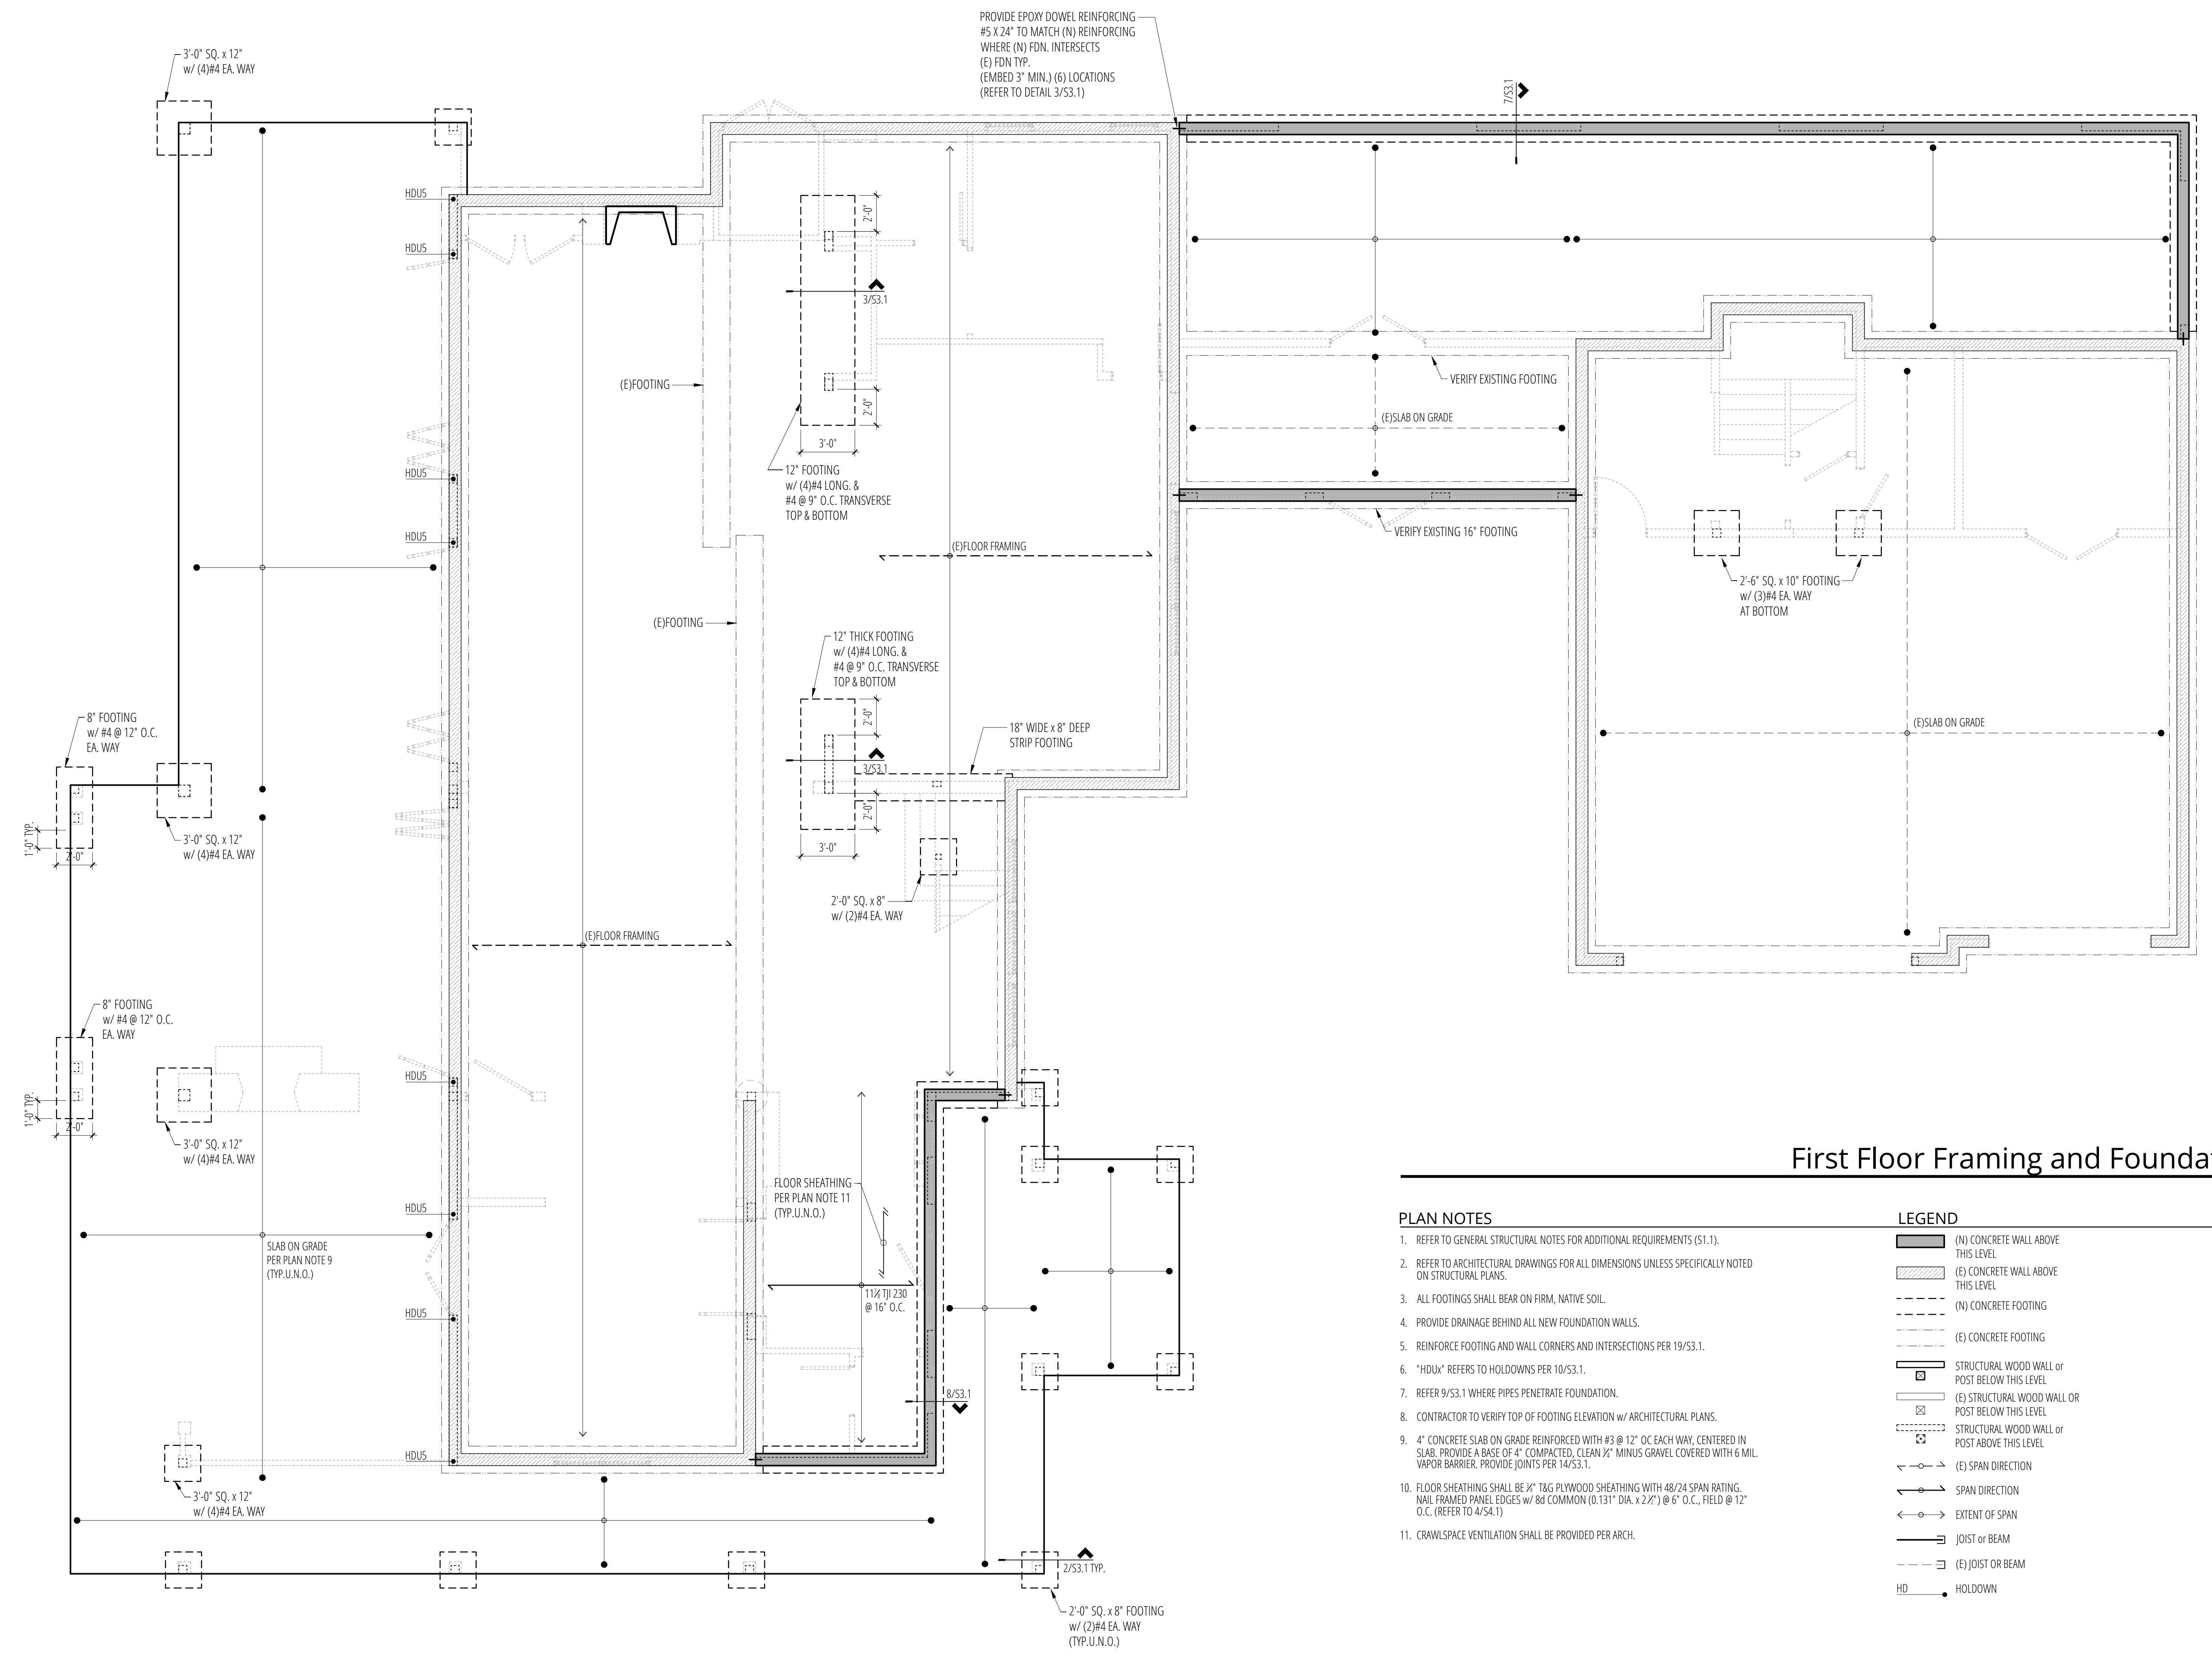 PROVIDE EPOXY DOWEL REINFORCING
#5 X 24" TO MATCH (N) REINFORCING
WHERE (N) FDN. INTERSECTS
(E) FDN TYP.
(EMBED 3" MIN.) (6) LOCATIONS
(REFER TO DETAIL 3/S3.1)
3'-0" SQ. x 12"
w/ (4)#4 EA. WAY
7/S3.1
HDU5
HDU5
2'-0"
3/S3.1
(E)FOOTING
2'-0"
3'-0"
VERIFY EXISTING FOOTING
(E)SLAB ON GRADE
12" FOOTING
w/ (4)#4 LONG. &
#4 @ 9" O.C. TRANSVERSE
TOP & BOTTOM
HDU5
HDU5
(E)FLOOR FRAMING
VERIFY EXISTING 16" FOOTING
2'-6" SQ. x 10" FOOTING
w/ (3)#4 EA. WAY
AT BOTTOM
(E)FOOTING
12" THICK FOOTING
w/ (4)#4 LONG. &
#4 @ 9" O.C. TRANSVERSE
TOP & BOTTOM
8" FOOTING
w/ #4 @ 12" O.C.
EA. WAY
2'-0"
18" WIDE x 8" DEEP
STRIP FOOTING
(E)SLAB ON GRADE
3/S3.1
2'-0"
3'-0"
1'-0" TYP.
2'-0"
3'-0" SQ. x 12"
w/ (4)#4 EA. WAY
2'-0" SQ. x 8"
w/ (2)#4 EA. WAY
(E)FLOOR FRAMING
8" FOOTING
w/ #4 @ 12" O.C.
EA. WAY
HDU5
1'-0" TYP.
2'-0"
3'-0" SQ. x 12"
w/ (4)#4 EA. WAY
FLOOR SHEATHING
PER PLAN NOTE 11
(TYP.U.N.O.)
HDU5
SLAB ON GRADE
PER PLAN NOTE 9
(TYP.U.N.O.)
11⅞ TJI 230
@ 16" O.C.
HDU5
8/S3.1
HDU5
3'-0" SQ. x 12"
w/ (4)#4 EA. WAY
2/S3.1 TYP.
2'-0" SQ. x 8" FOOTING
w/ (2)#4 EA. WAY
(TYP.U.N.O.)
First Floor Framing and Foundat
PLAN NOTES
1. REFER TO GENERAL STRUCTURAL NOTES FOR ADDITIONAL REQUIREMENTS (S1.1).
2. REFER TO ARCHITECTURAL DRAWINGS FOR ALL DIMENSIONS UNLESS SPECIFICALLY NOTED
ON STRUCTURAL PLANS.
3. ALL FOOTINGS SHALL BEAR ON FIRM, NATIVE SOIL.
4. PROVIDE DRAINAGE BEHIND ALL NEW FOUNDATION WALLS.
5. REINFORCE FOOTING AND WALL CORNERS AND INTERSECTIONS PER 19/S3.1.
6. "HDUx" REFERS TO HOLDOWNS PER 10/S3.1.
7. REFER 9/S3.1 WHERE PIPES PENETRATE FOUNDATION.
8. CONTRACTOR TO VERIFY TOP OF FOOTING ELEVATION w/ ARCHITECTURAL PLANS.
9. 4" CONCRETE SLAB ON GRADE REINFORCED WITH #3 @ 12" OC EACH WAY, CENTERED IN
SLAB. PROVIDE A BASE OF 4" COMPACTED, CLEAN ¾" MINUS GRAVEL COVERED WITH 6 MIL.
VAPOR BARRIER. PROVIDE JOINTS PER 14/S3.1.
10. FLOOR SHEATHING SHALL BE ¾" T&G PLYWOOD SHEATHING WITH 48/24 SPAN RATING.
NAIL FRAMED PANEL EDGES w/ 8d COMMON (0.131" DIA. x 2½") @ 6" O.C., FIELD @ 12"
O.C. (REFER TO 4/S4.1)
11. CRAWLSPACE VENTILATION SHALL BE PROVIDED PER ARCH.
LEGEND
(N) CONCRETE WALL ABOVE
THIS LEVEL
(E) CONCRETE WALL ABOVE
THIS LEVEL
(N) CONCRETE FOOTING
(E) CONCRETE FOOTING
STRUCTURAL WOOD WALL or
POST BELOW THIS LEVEL
(E) STRUCTURAL WOOD WALL OR
POST BELOW THIS LEVEL
STRUCTURAL WOOD WALL or
POST ABOVE THIS LEVEL
(E) SPAN DIRECTION
SPAN DIRECTION
EXTENT OF SPAN
JOIST or BEAM
(E) JOIST OR BEAM
HD HOLDOWN